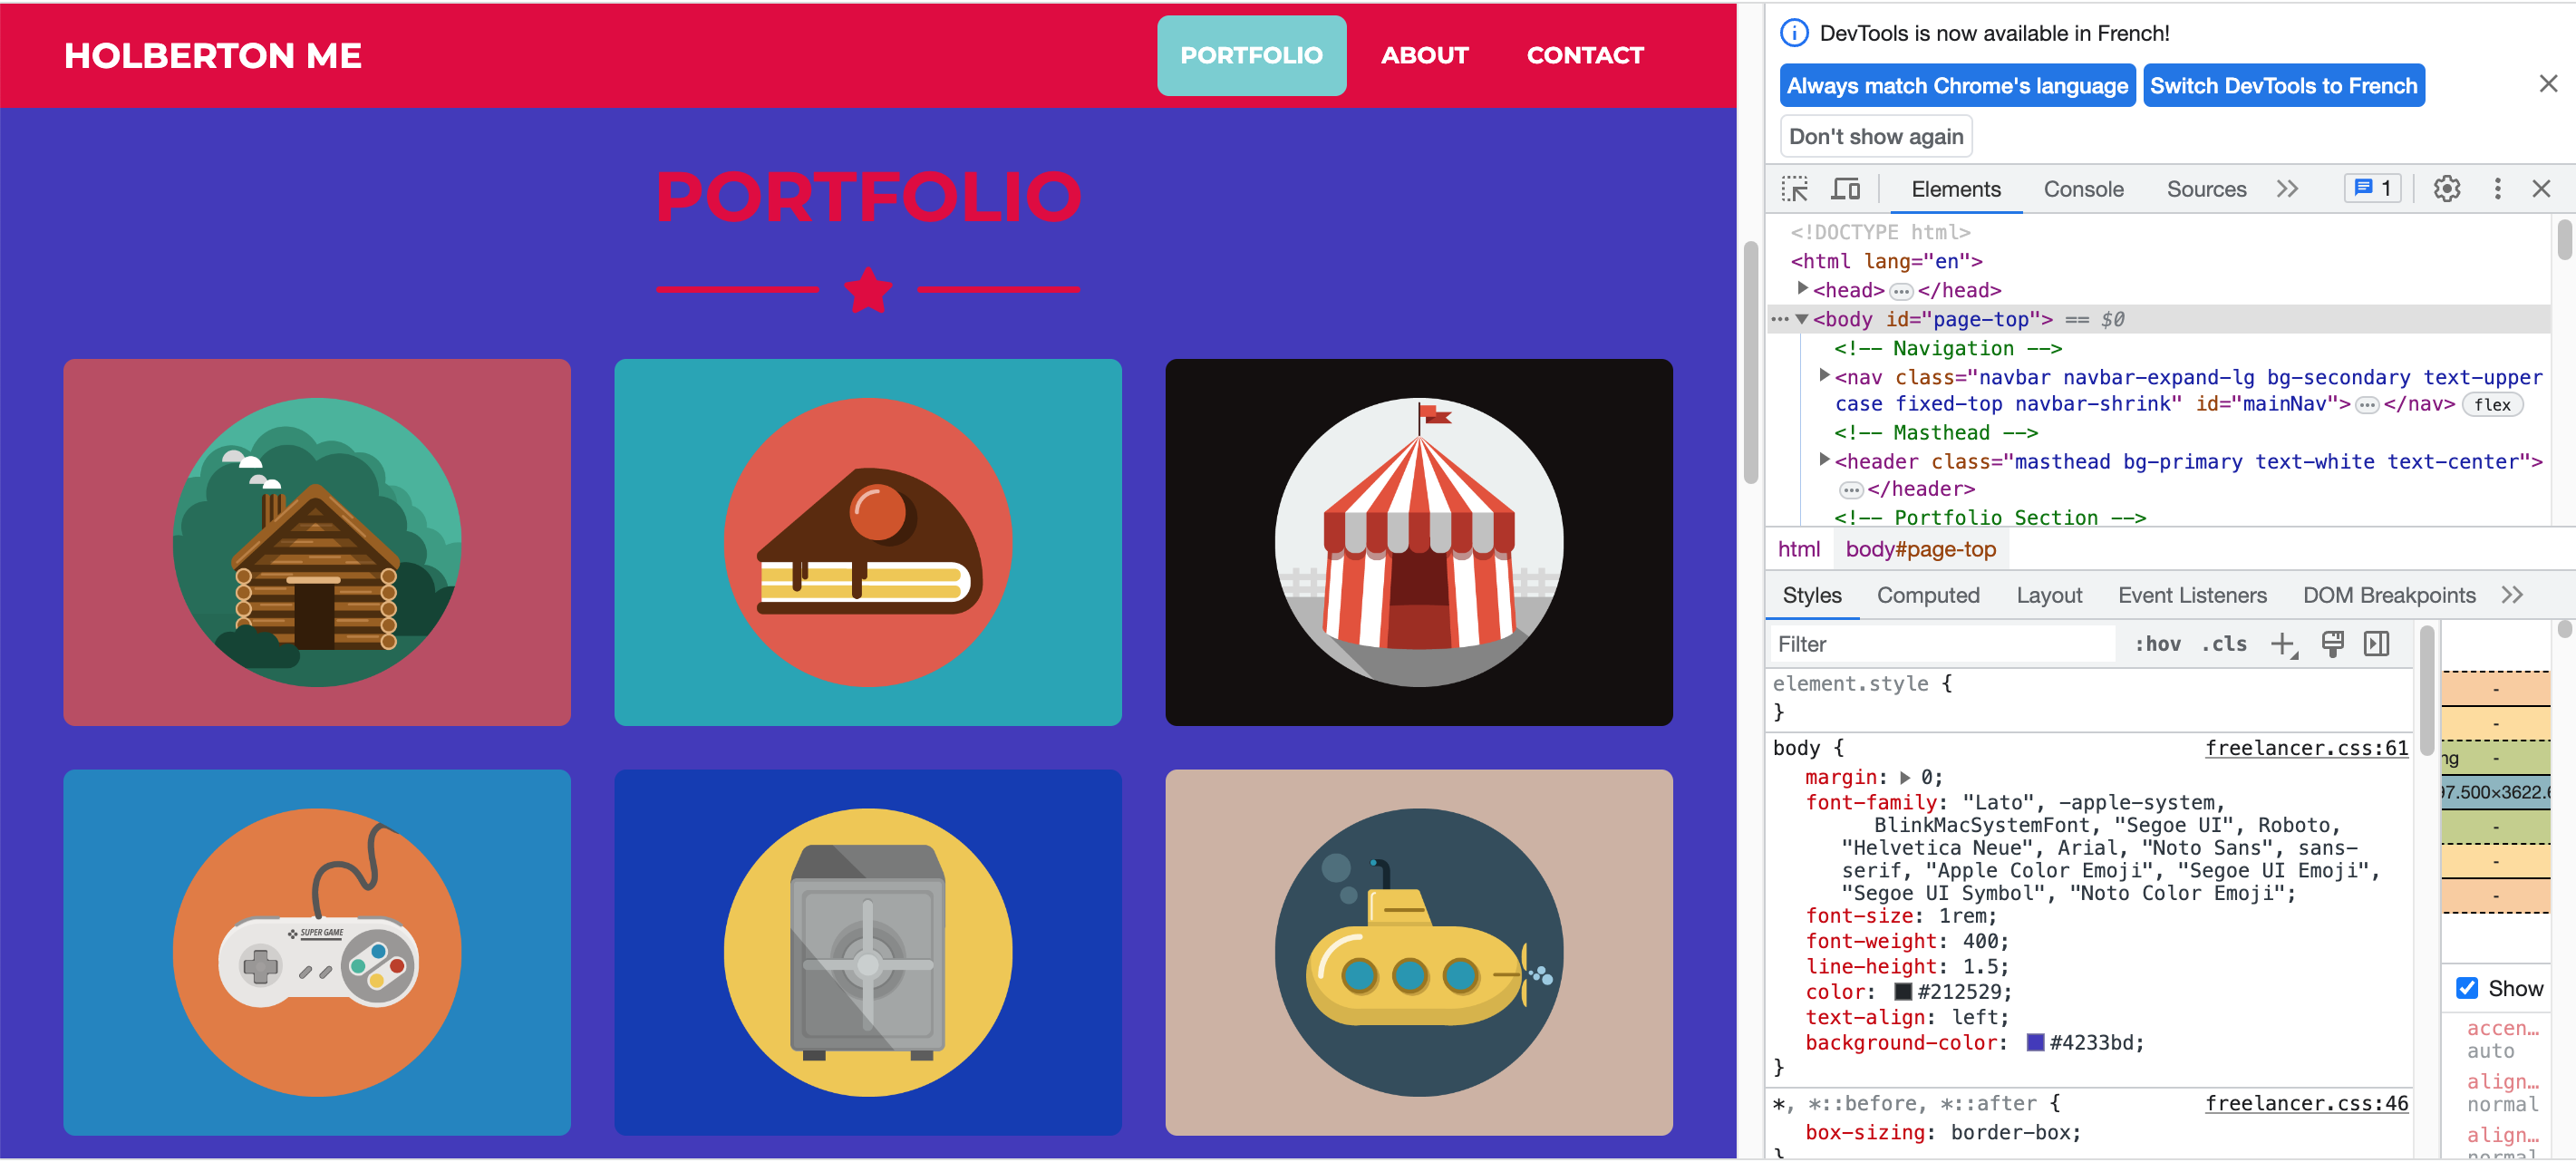 HOLBERTON ME
PORTFOLIO
ABOUT
CONTACT
PORTFOLIO
SUPER GAME
DevTools is now available in French!
Always match Chrome's language
Switch DevTools to French
Don't show again
Elements
Console
Sources
1
<!DOCTYPE html>
<html lang="en">
<head> ••• </head>
••• <body id="page-top"> == $0
<!-- Navigation -->
<nav class="navbar navbar-expand-lg bg-secondary text-upper
case fixed-top navbar-shrink" id="mainNav"> ••• </nav> flex
<!-- Masthead -->
<header class="masthead bg-primary text-white text-center">
••• </header>
<!-- Portfolio Section -->
html
body#page-top
Styles
Computed
Layout
Event Listeners
DOM Breakpoints
Filter
:hov
.cls
element.style {
}
body {
freelancer.css:61
margin: 0;
font-family: "Lato", -apple-system,
BlinkMacSystemFont, "Segoe UI", Roboto,
"Helvetica Neue", Arial, "Noto Sans", sans-
serif, "Apple Color Emoji", "Segoe UI Emoji",
"Segoe UI Symbol", "Noto Color Emoji";
font-size: 1rem;
font-weight: 400;
line-height: 1.5;
color: #212529;
text-align: left;
background-color: #4233bd;
}
*, *::before, *::after {
freelancer.css:46
box-sizing: border-box;
}
-
-
ng -
97.500×3622.6
-
-
-
Show
accen…
auto
align…
normal
align…
normal